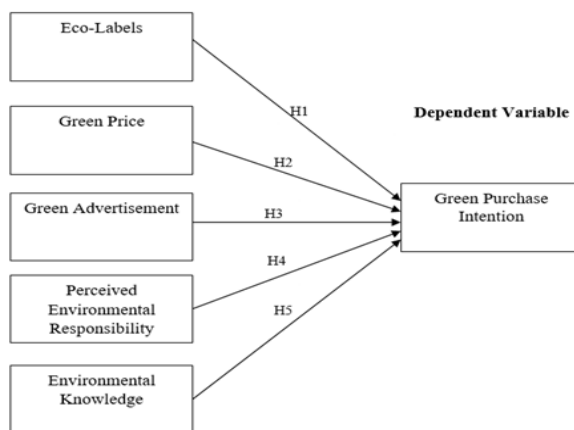 Eco-Labels
H1
Dependent Variable
Green Price
H2
Green Purchase
Intention
Green Advertisement
H3
Perceived
Environmental
Responsibility
H4
H5
Environmental
Knowledge